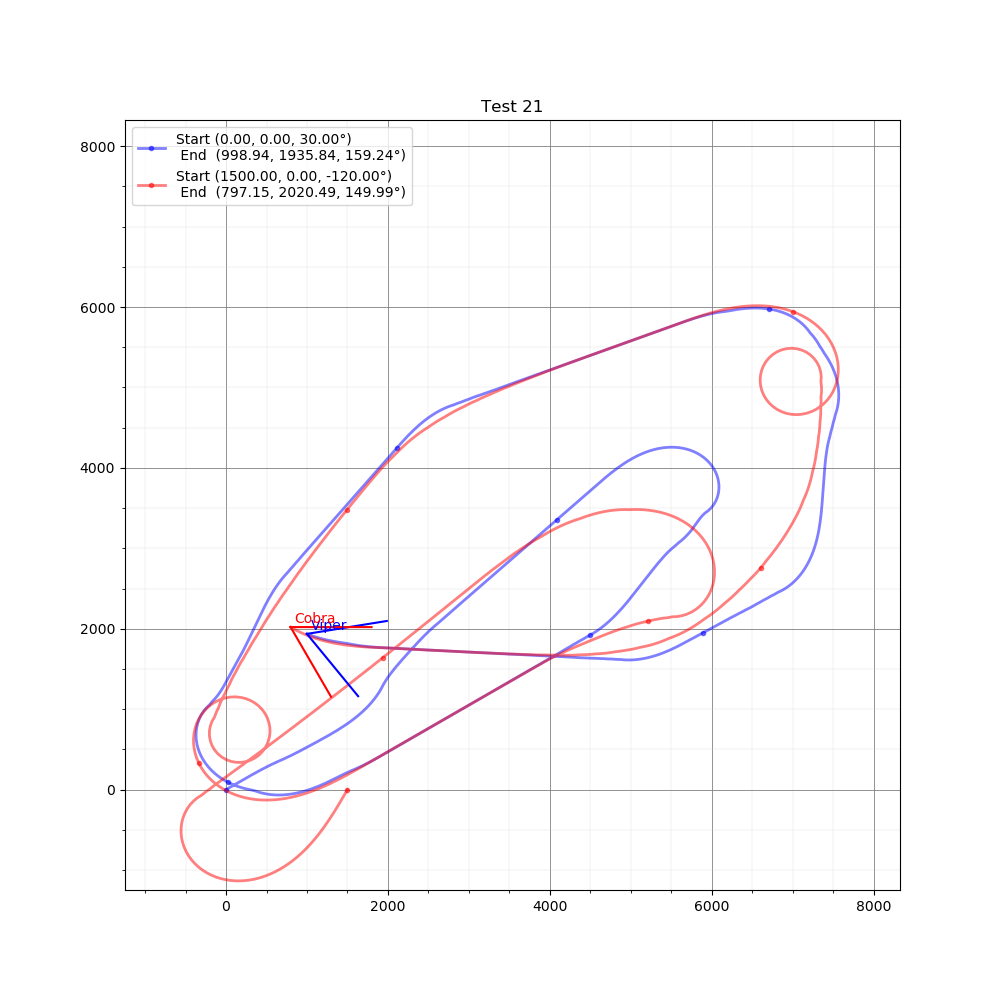 Test 21
Start (0.00, 0.00, 30.00°)
End  (998.94, 1935.84, 159.24°)
Start (1500.00, 0.00, -120.00°)
End  (797.15, 2020.49, 149.99°)
8000
6000
4000
2000
0
Cobra
Viper
0 2000 4000 6000 8000